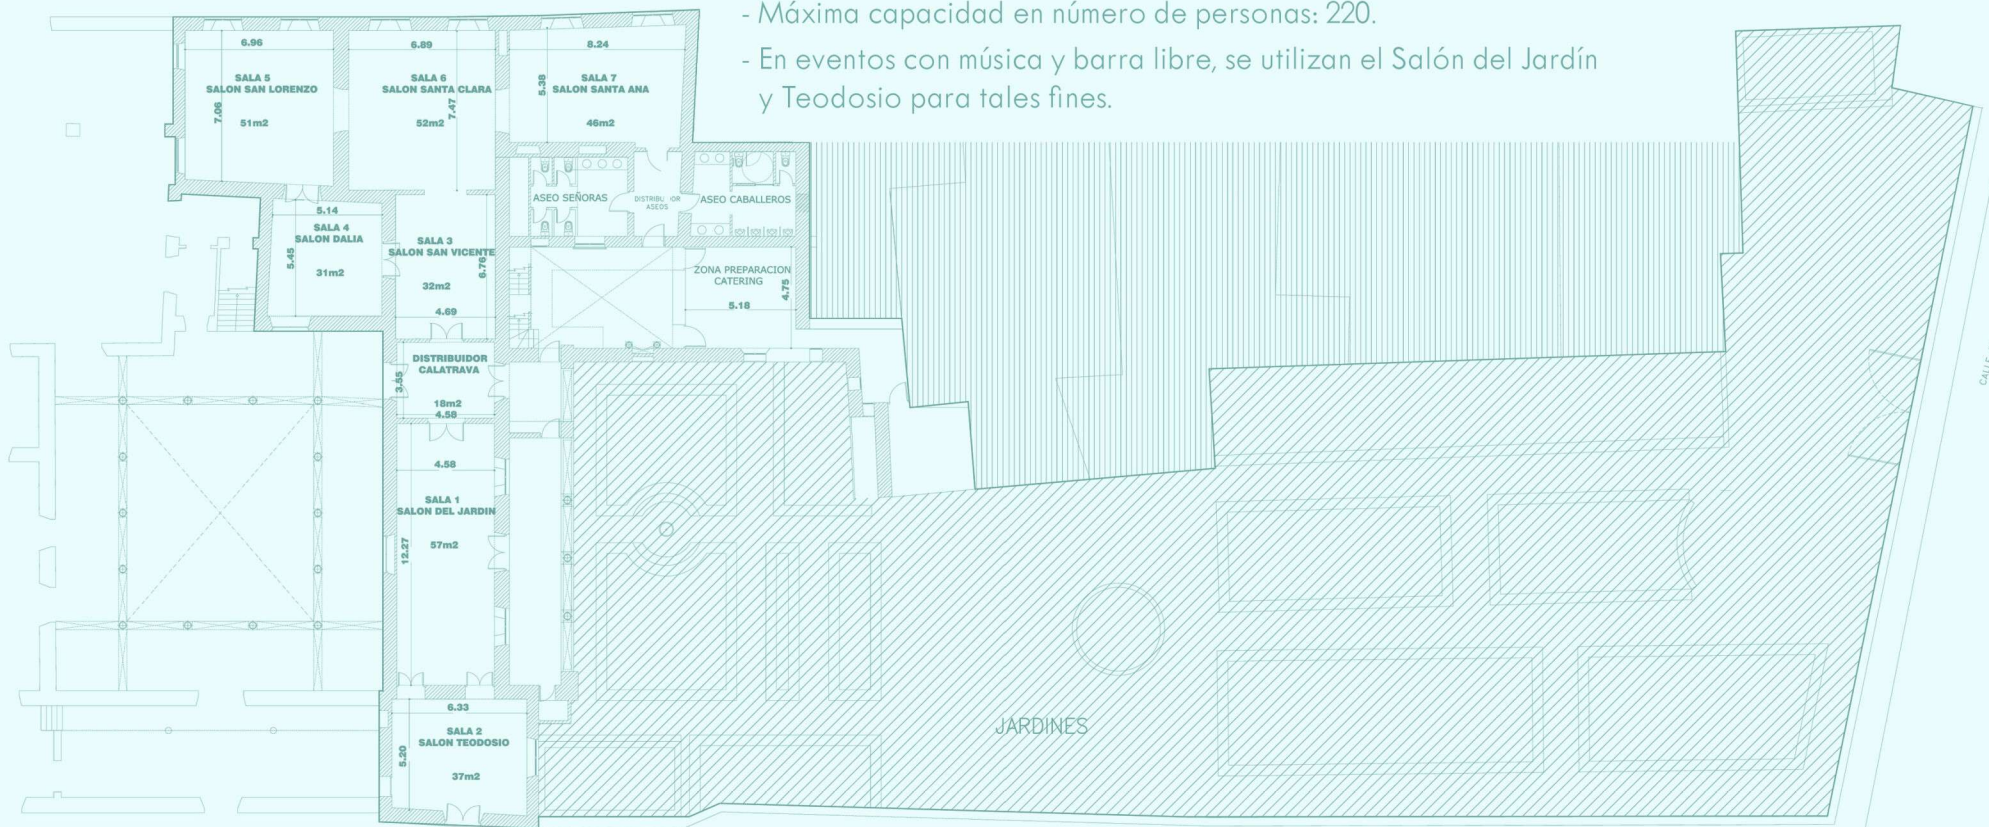 - Máxima capacidad en número de personas: 220.
- En eventos con música y barra libre, se utilizan el Salón del Jardín
y Teodosio para tales fines.
6.96
SALA 5
SALON SAN LORENZO
7.06
51m2
6.89
SALA 6
SALON SANTA CLARA
7.47
52m2
8.24
5.38
SALA 7
SALON SANTA ANA
46m2
ASEO SEÑORAS
ASEOS
ASEO CABALLEROS
5.14
SALA 4
SALON DALIA
5.45
31m2
SALA 3
SALON SAN VICENTE
6.76
32m2
4.69
ZONA PREPARACION
CATERING
5.18
4.75
DISTRIBUIDOR
CALATRAVA
3.55
18m2
4.58
4.58
SALA 1
SALON DEL JARDIN
12.27
57m2
6.33
SALA 2
SALON TEODOSIO
5.20
37m2
JARDINES
CALLE